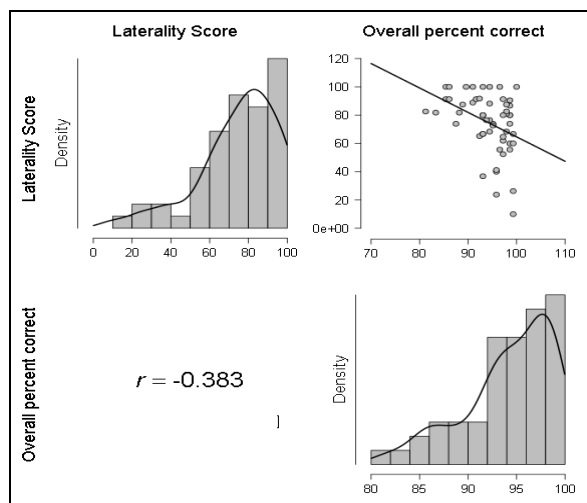 Laterality Score
Overall percent correct
Laterality Score
Density
0 20 40 60 80 100
120
100
80
60
40
20
0e+00
70 80 90 100 110
Overall percent correct
r = -0.383
]
Density
80 85 90 95 100